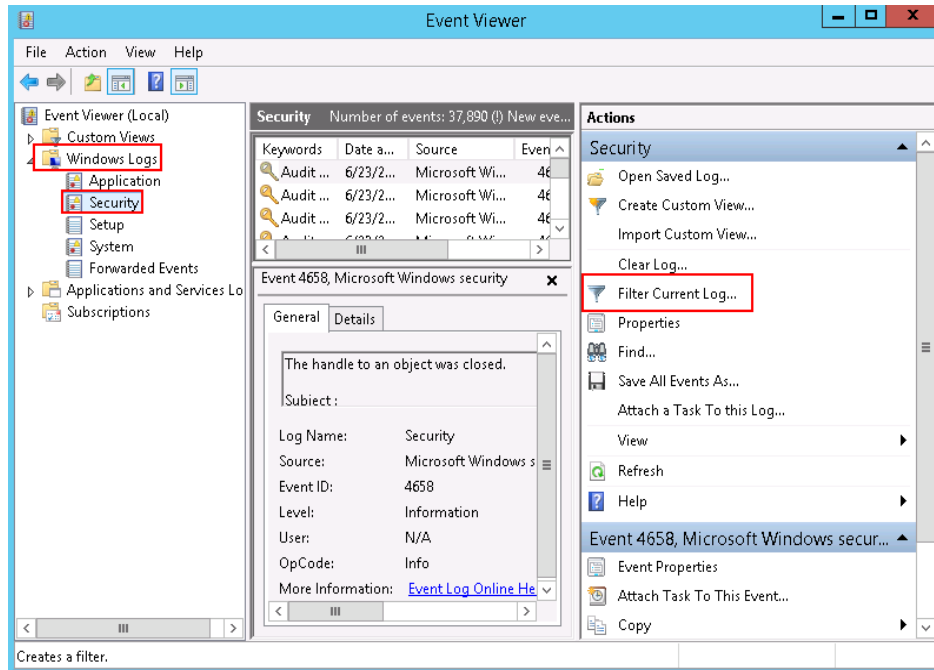 Event Viewer
File Action View Help
Event Viewer (Local)
Custom Views
Windows Logs
Application
Security
Setup
System
Forwarded Events
Applications and Services Lo
Subscriptions
Security Number of events: 37,890 (!) New eve...
Keywords Date a... Source Even
Audit ... 6/23/2... Microsoft Wi... 46
Audit ... 6/23/2... Microsoft Wi... 46
Audit ... 6/23/2... Microsoft Wi... 46
Event 4658, Microsoft Windows security
General Details
The handle to an object was closed.
Subject :
Log Name: Security
Source: Microsoft Windows s
Event ID: 4658
Level: Information
User: N/A
OpCode: Info
More Information: Event Log Online He
Actions
Security
Open Saved Log...
Create Custom View...
Import Custom View...
Clear Log...
Filter Current Log...
Properties
Find...
Save All Events As...
Attach a Task To this Log...
View
Refresh
Help
Event 4658, Microsoft Windows secur...
Event Properties
Attach Task To This Event...
Copy
Creates a filter.